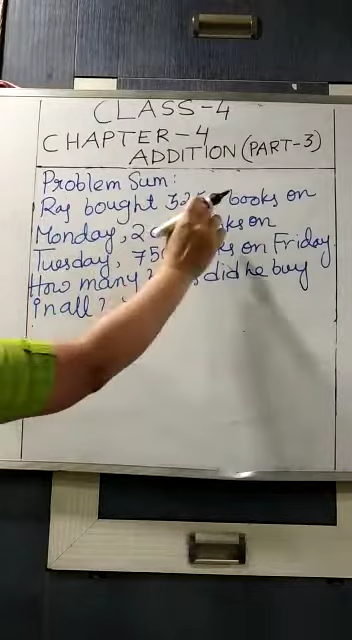 CLASS-4
CHAPTER-4
ADDITION (PART-3)
Problem Sum:
Raj bought books on
Monday, on
Tuesday, on Friday.
How many did he buy
in all?